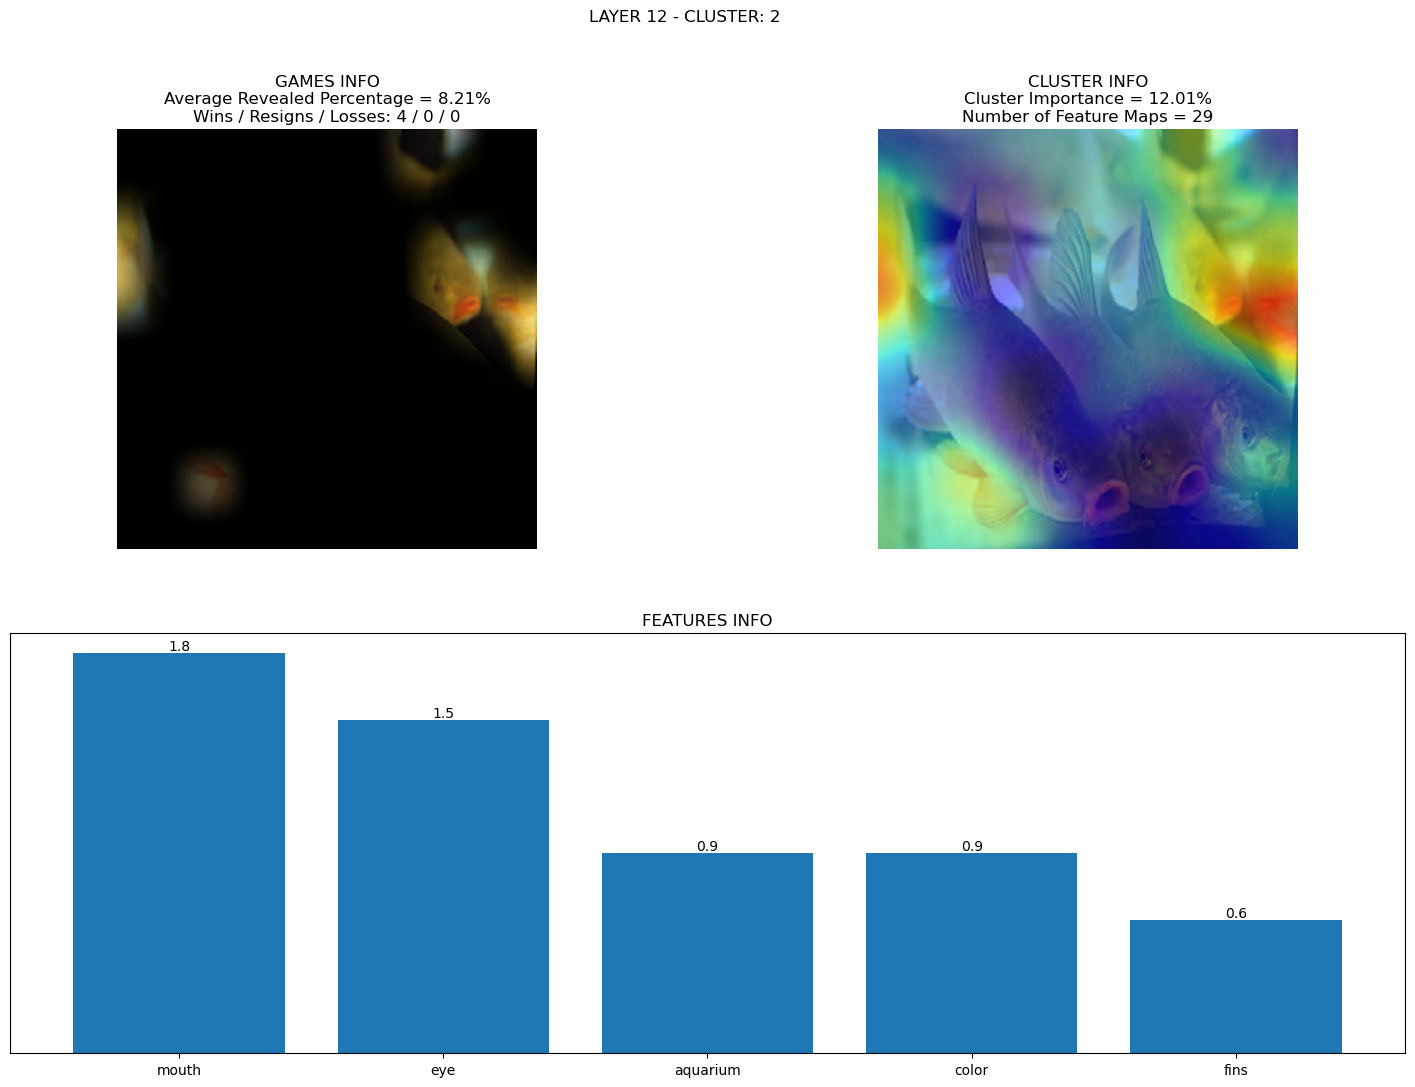 LAYER 12 - CLUSTER: 2
GAMES INFO
Average Revealed Percentage = 8.21%
Wins / Resigns / Losses: 4 / 0 / 0
CLUSTER INFO
Cluster Importance = 12.01%
Number of Feature Maps = 29
FEATURES INFO
1.8
1.5
0.9
0.9
0.6
mouth
eye
aquarium
color
fins